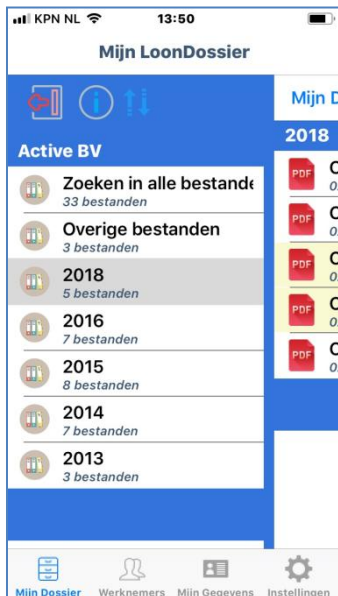 KPN NL 13:50
Mijn LoonDossier
Mijn D
Active BV
2018
Zoeken in alle bestande
33 bestanden
Overige bestanden
3 bestanden
2018
5 bestanden
2016
7 bestanden
2015
8 bestanden
2014
7 bestanden
2013
3 bestanden
PDF
PDF
PDF
PDF
PDF
Mijn Dossier Werknemers Mijn Gegevens Instellingen